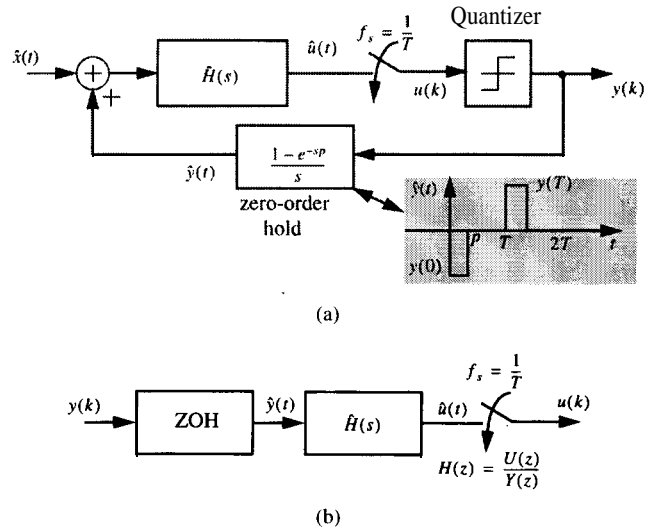 Quantizer
f_s = 1/T
x̂(t)
+
+
Ĥ(s)
û(t)
u(k)
y(k)
ŷ(t)
1 − e^{−sp} / s
zero-order
hold
ŷ(t)
y(T)
p
T
2T
t
y(0)
(a)
f_s = 1/T
y(k)
ZOH
ŷ(t)
Ĥ(s)
û(t)
u(k)
H(z) = U(z)/Y(z)
(b)